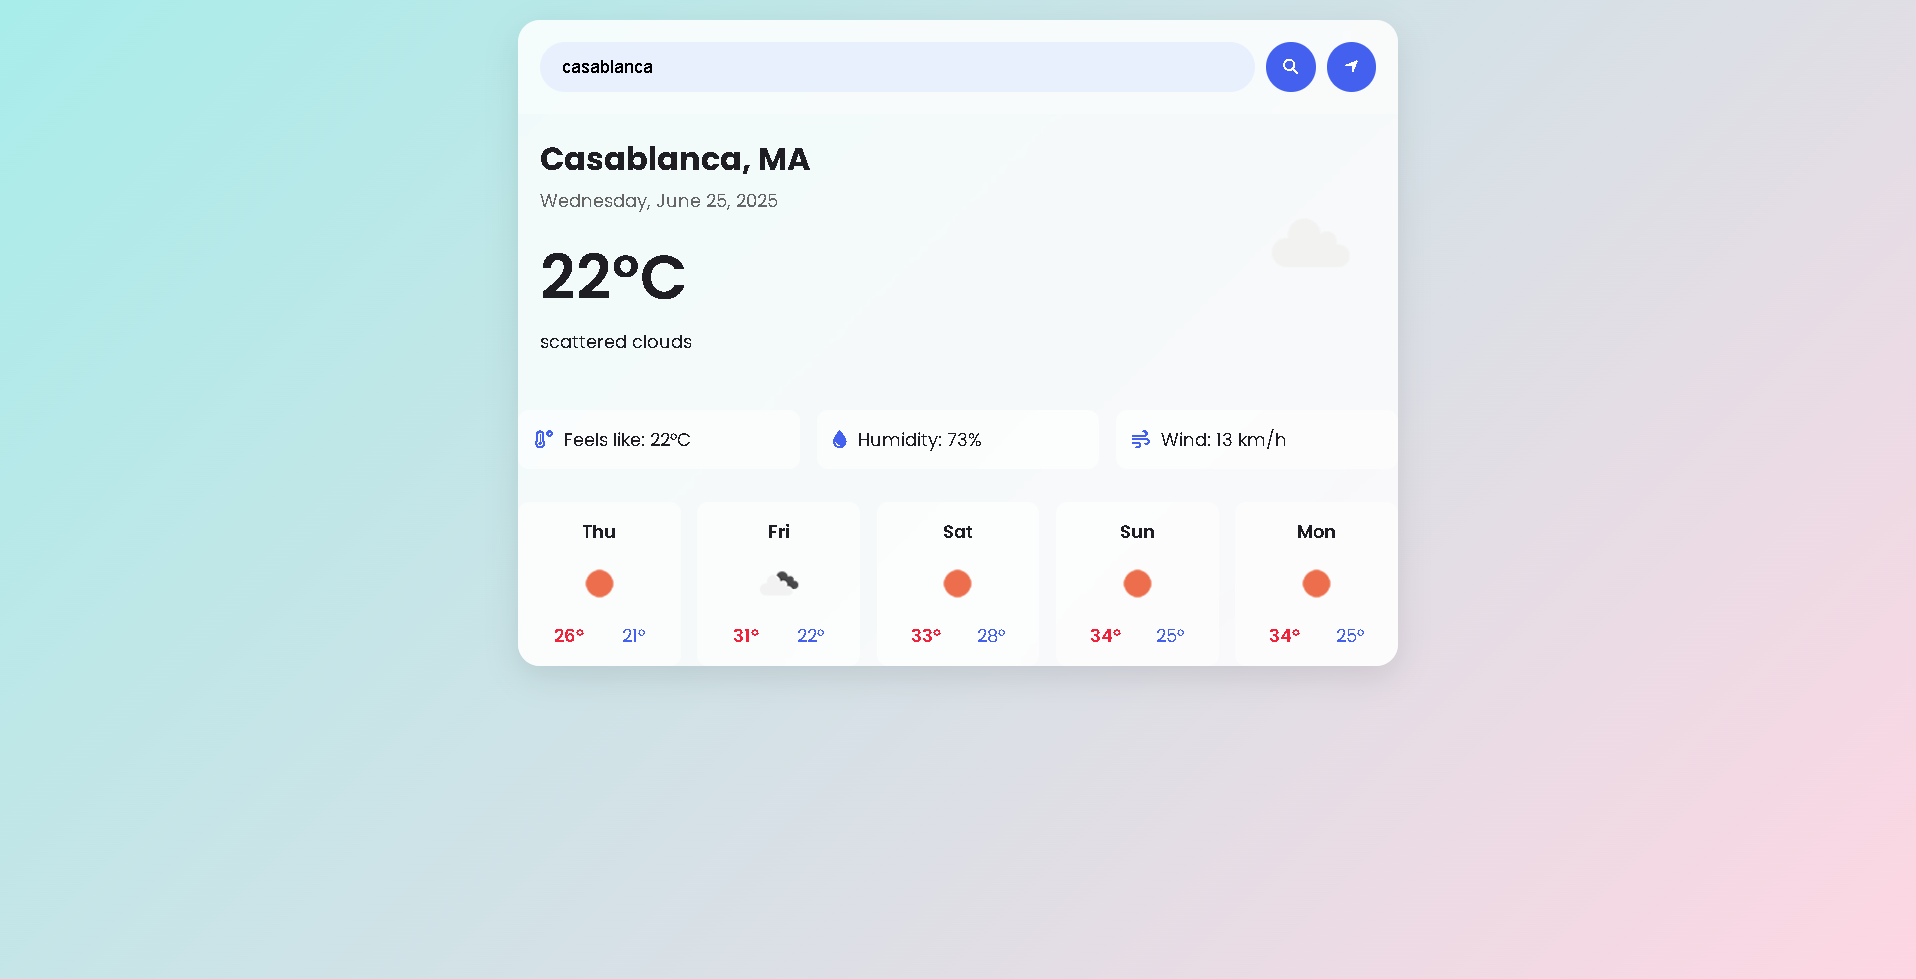 casablanca
Casablanca, MA
Wednesday, June 25, 2025
22°C
scattered clouds
Feels like: 22°C
Humidity: 73%
Wind: 13 km/h
Thu
Fri
Sat
Sun
Mon
26° 21°
31° 22°
33° 28°
34° 25°
34° 25°